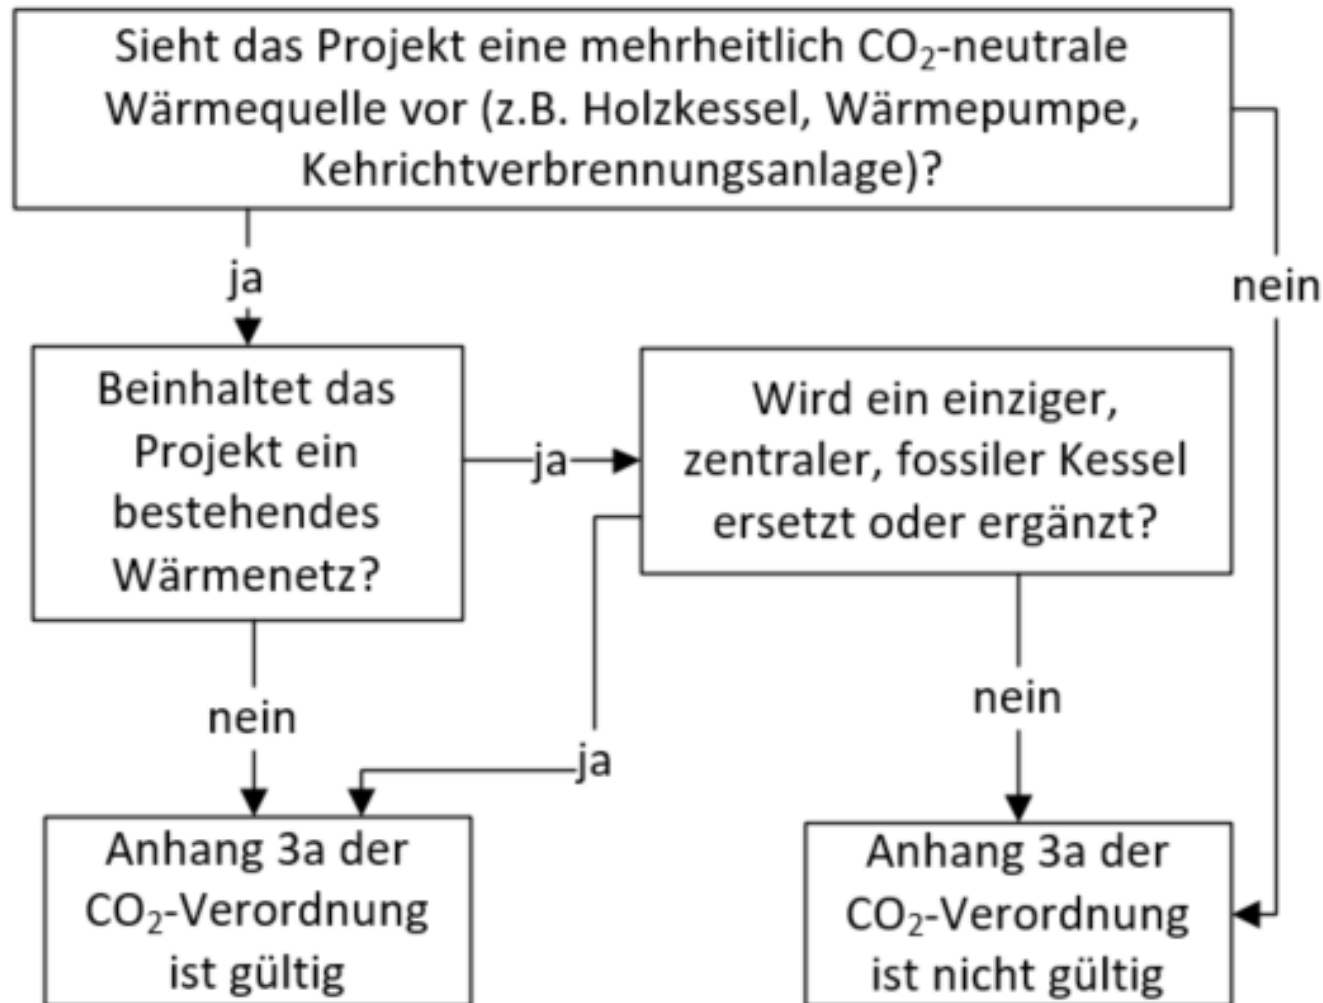 Sieht das Projekt eine mehrheitlich CO₂-neutrale
Wärmequelle vor (z.B. Holzkessel, Wärmepumpe,
Kehrichtverbrennungsanlage)?
ja
nein
Beinhaltet das
Projekt ein
bestehendes
Wärmenetz?
ja
Wird ein einziger,
zentraler, fossiler Kessel
ersetzt oder ergänzt?
nein
ja
nein
Anhang 3a der
CO₂-Verordnung
ist gültig
Anhang 3a der
CO₂-Verordnung
ist nicht gültig